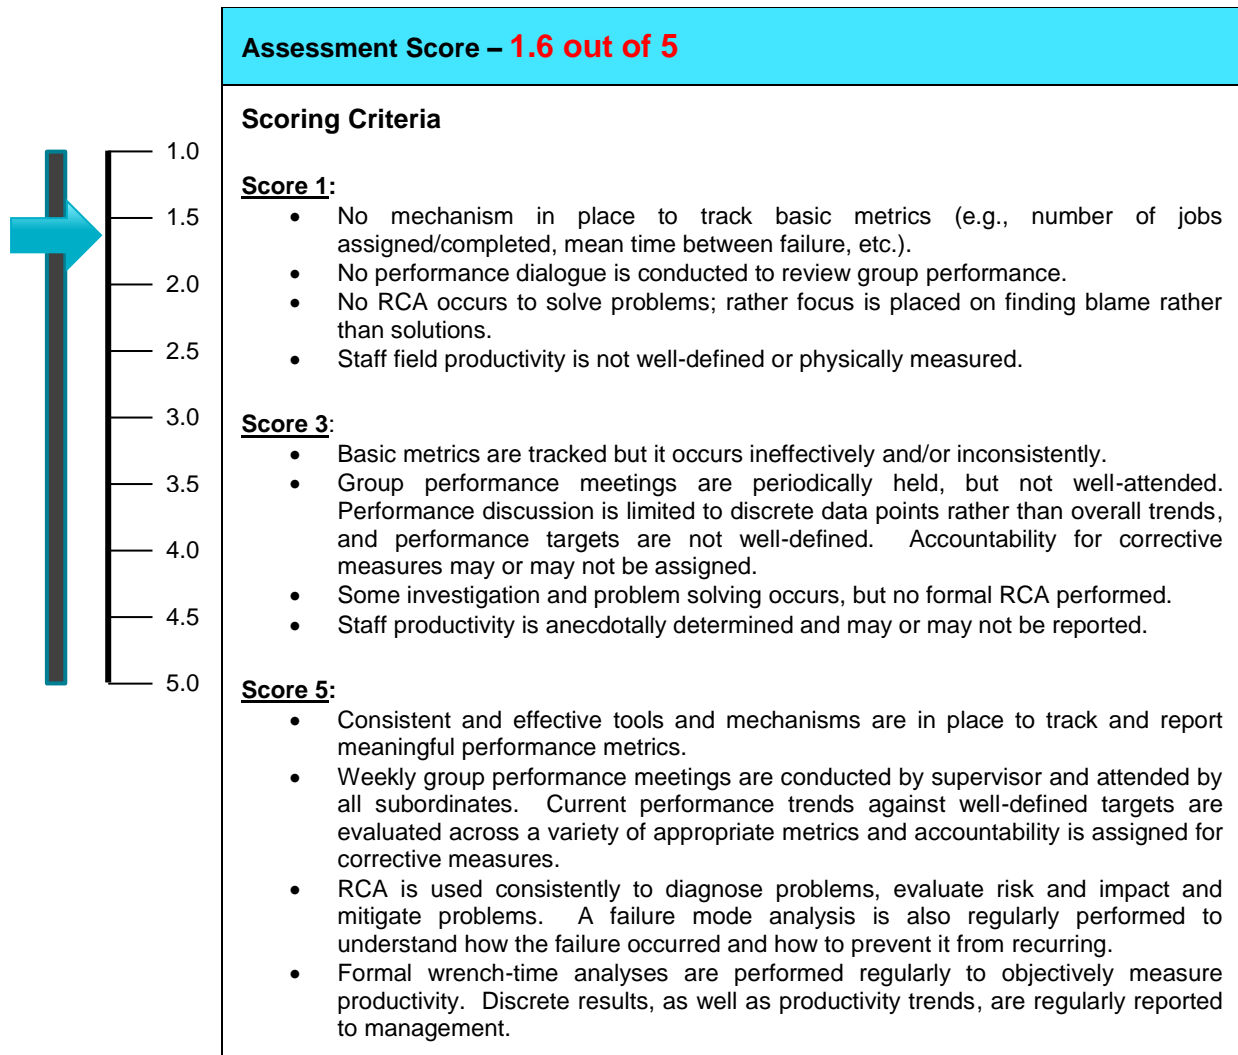 Assessment Score – 1.6 out of 5
Scoring Criteria
1.0
1.5
2.0
2.5
3.0
3.5
4.0
4.5
5.0
Score 1:
• No mechanism in place to track basic metrics (e.g., number of jobs
assigned/completed, mean time between failure, etc.).
• No performance dialogue is conducted to review group performance.
• No RCA occurs to solve problems; rather focus is placed on finding blame rather
than solutions.
• Staff field productivity is not well-defined or physically measured.
Score 3:
• Basic metrics are tracked but it occurs ineffectively and/or inconsistently.
• Group performance meetings are periodically held, but not well-attended.
Performance discussion is limited to discrete data points rather than overall trends,
and performance targets are not well-defined. Accountability for corrective
measures may or may not be assigned.
• Some investigation and problem solving occurs, but no formal RCA performed.
• Staff productivity is anecdotally determined and may or may not be reported.
Score 5:
• Consistent and effective tools and mechanisms are in place to track and report
meaningful performance metrics.
• Weekly group performance meetings are conducted by supervisor and attended by
all subordinates. Current performance trends against well-defined targets are
evaluated across a variety of appropriate metrics and accountability is assigned for
corrective measures.
• RCA is used consistently to diagnose problems, evaluate risk and impact and
mitigate problems. A failure mode analysis is also regularly performed to
understand how the failure occurred and how to prevent it from recurring.
• Formal wrench-time analyses are performed regularly to objectively measure
productivity. Discrete results, as well as productivity trends, are regularly reported
to management.